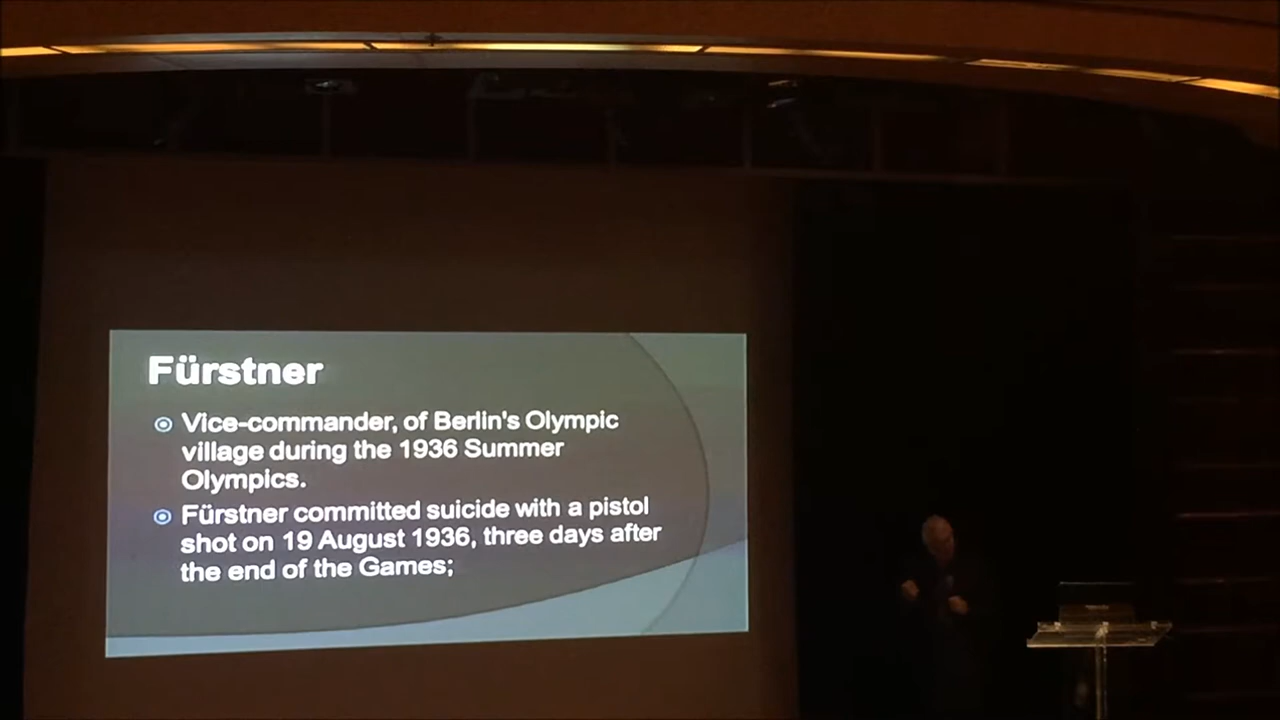 Fürstner
Vice-commander, of Berlin's Olympic
village during the 1936 Summer
Olympics.
Fürstner committed suicide with a pistol
shot on 19 August 1936, three days after
the end of the Games;